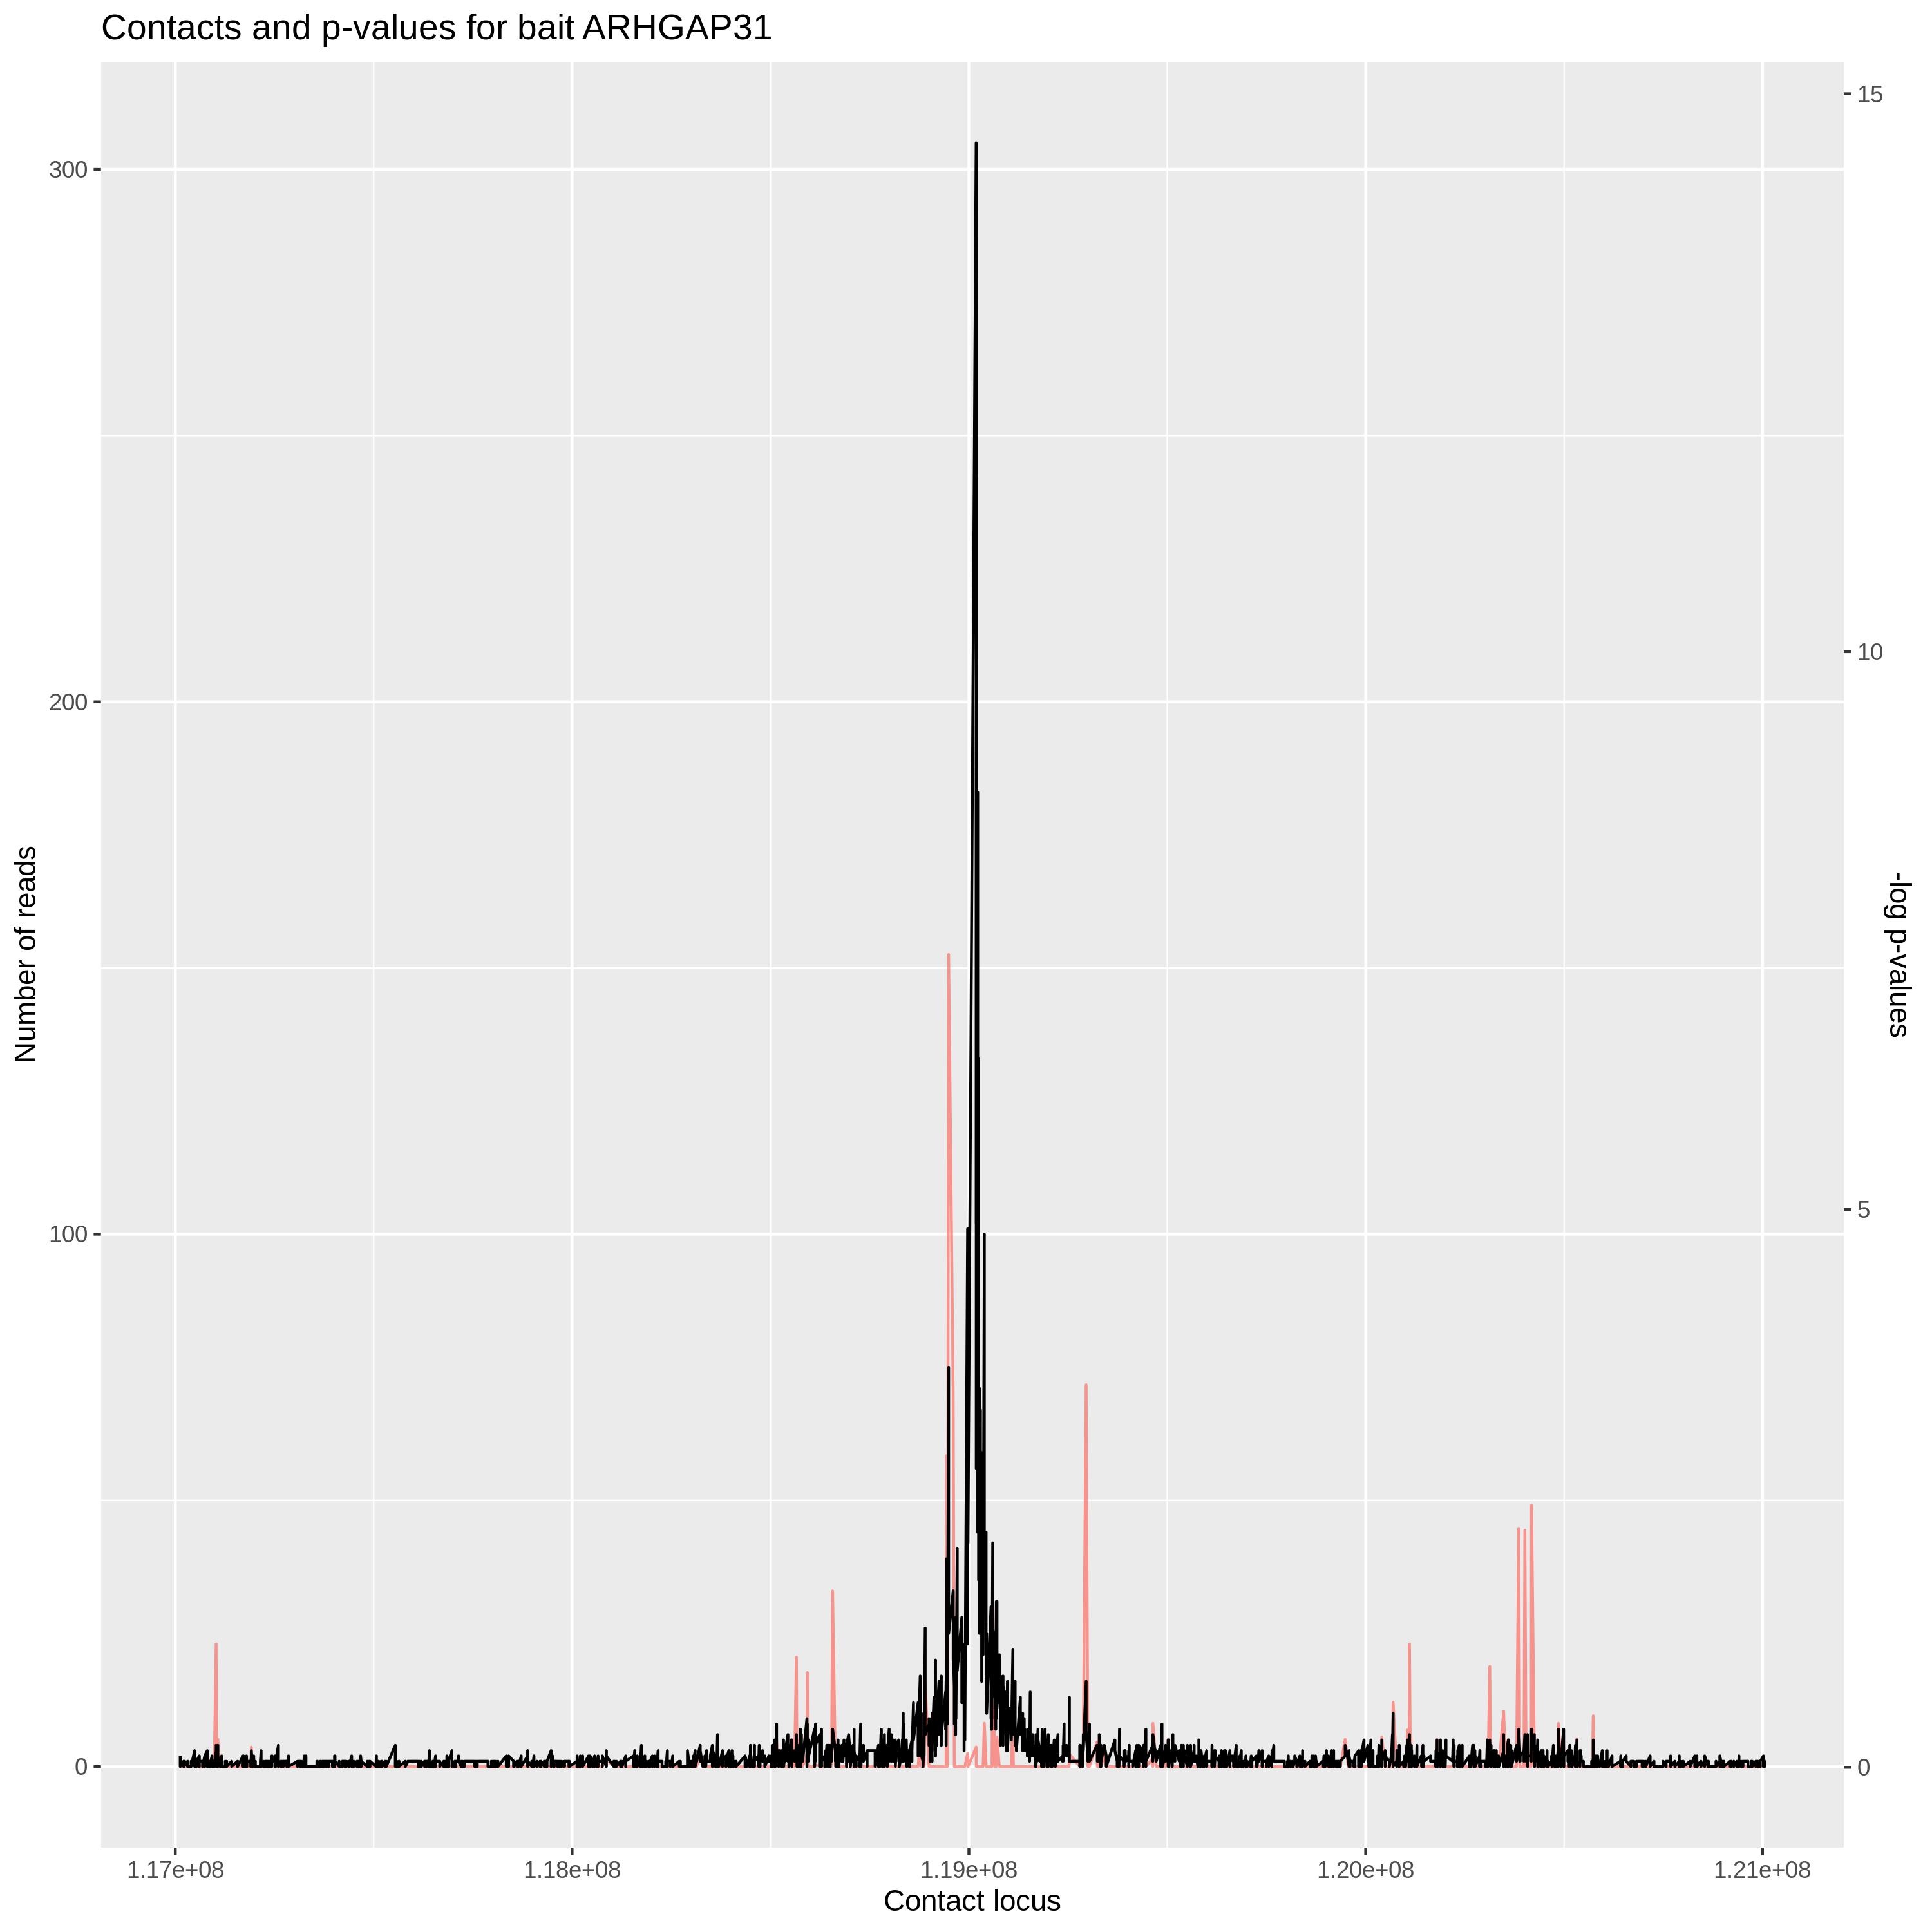 Contacts and p-values for bait ARHGAP31
300
200
100
0
Number of reads
15
10
5
0
-log p-values
1.17e+08
1.18e+08
1.19e+08
1.20e+08
1.21e+08
Contact locus